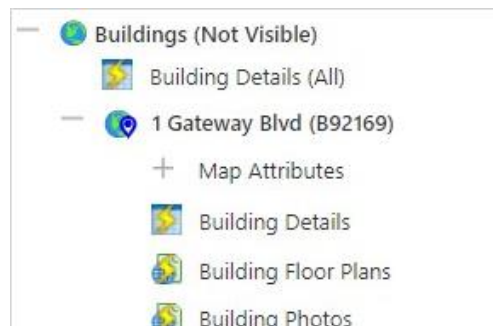 Buildings (Not Visible)
Building Details (All)
1 Gateway Blvd (B92169)
Map Attributes
Building Details
Building Floor Plans
Building Photos